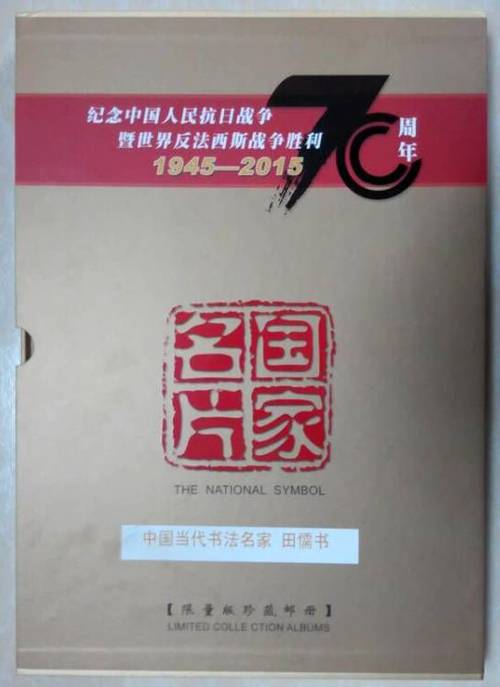 纪念中国人民抗日战争
暨世界反法西斯战争胜利
1945—2015
70
周年
国家
名片
THE NATIONAL SYMBOL
中国当代书法名家 田儒书
【限量版珍藏邮册】
LIMITED COLLE CTION ALBUMS